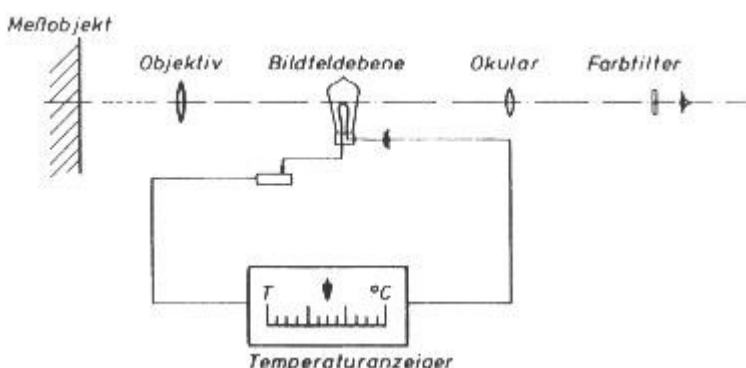 Meßobjekt
Objektiv
Bildfeldebene
Okular
Farbfilter
T
°C
Temperaturanzeiger